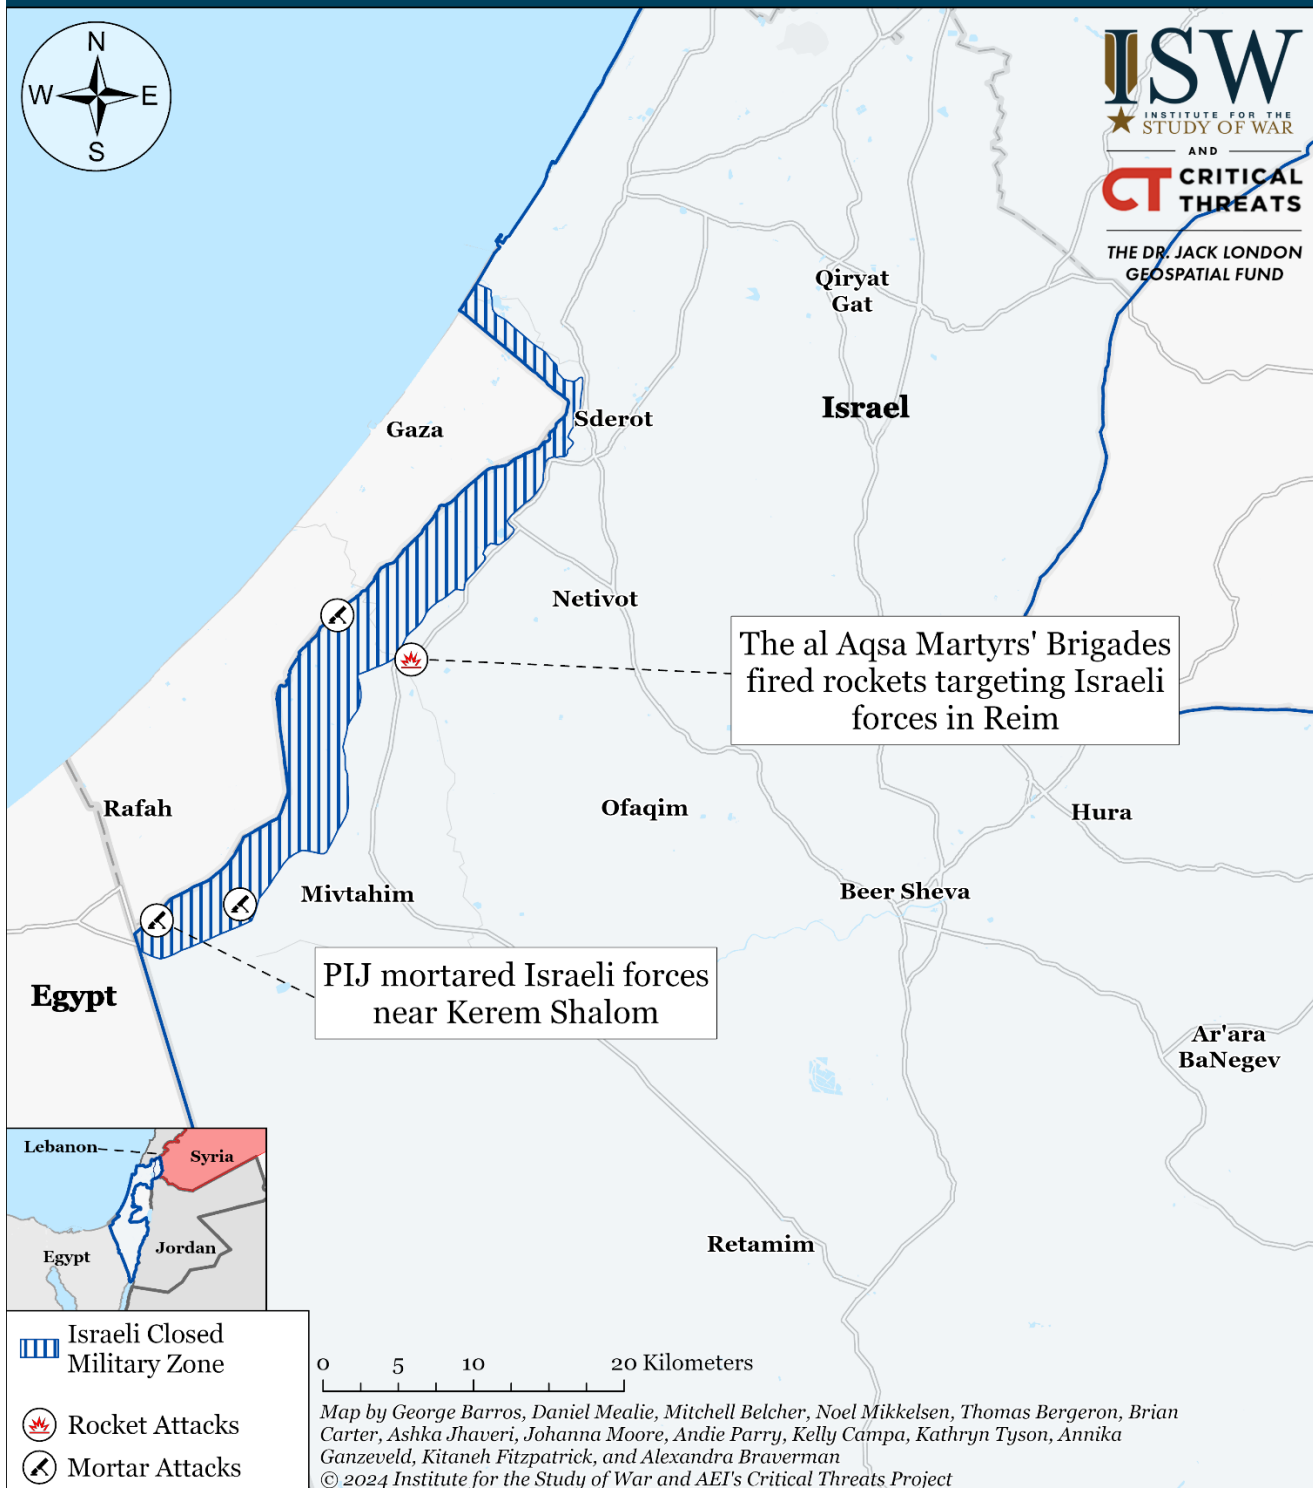 N
W
E
S
ISW
INSTITUTE FOR THE
STUDY OF WAR
AND
CT CRITICAL
THREATS
THE DR. JACK LONDON
GEOSPATIAL FUND
Qiryat
Gat
Israel
Sderot
Gaza
Netivot
The al Aqsa Martyrs' Brigades
fired rockets targeting Israeli
forces in Reim
Rafah
Ofaqim
Hura
Mivtahim
Beer Sheva
PIJ mortared Israeli forces
near Kerem Shalom
Egypt
Ar'ara
BaNegev
Lebanon
Syria
Egypt
Jordan
Retamim
Israeli Closed
Military Zone
Rocket Attacks
Mortar Attacks
0 5 10 20 Kilometers
Map by George Barros, Daniel Mealie, Mitchell Belcher, Noel Mikkelsen, Thomas Bergeron, Brian
Carter, Ashka Jhaveri, Johanna Moore, Andie Parry, Kelly Campa, Kathryn Tyson, Annika
Ganzeveld, Kitaneh Fitzpatrick, and Alexandra Braverman
© 2024 Institute for the Study of War and AEI's Critical Threats Project